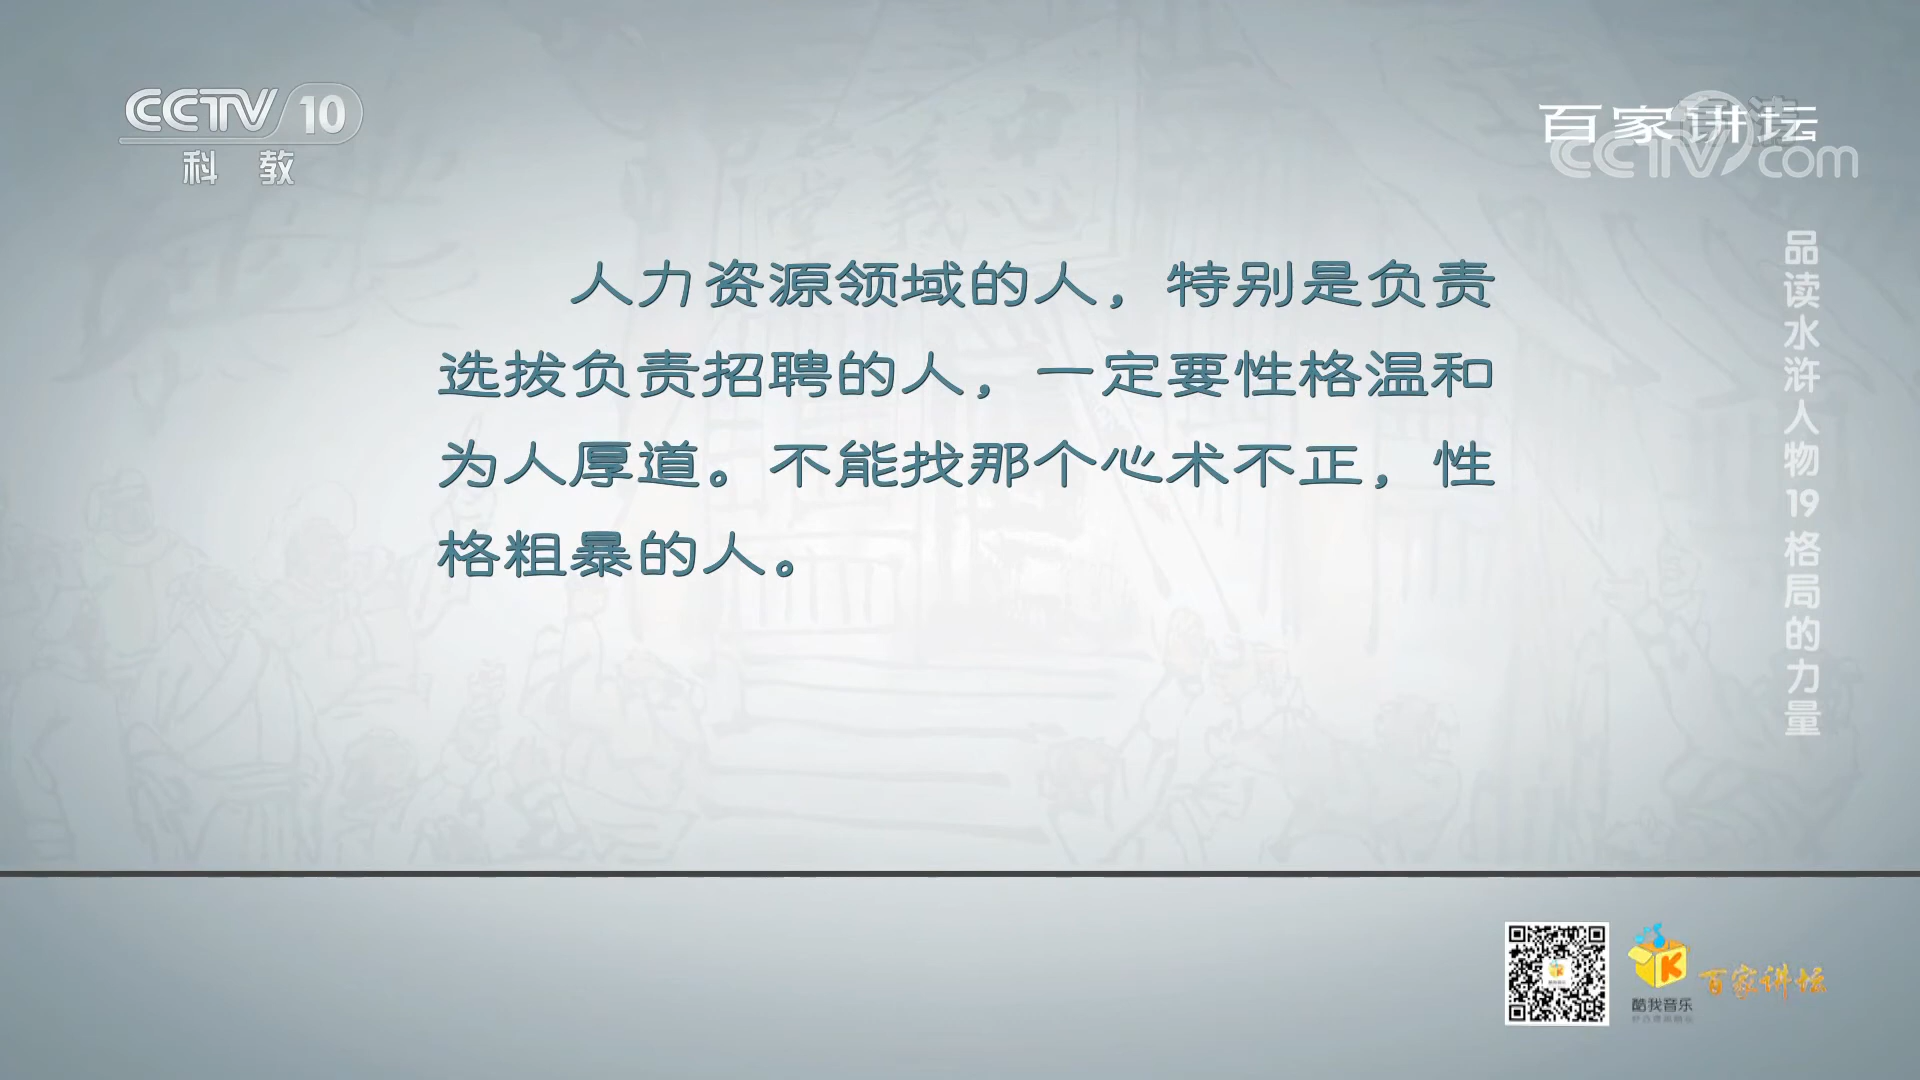 CCTV 10
科教
百家讲坛
CCTV.com
人力资源领域的人，特别是负责
选拔负责招聘的人，一定要性格温和
为人厚道。不能找那个心术不正，性
格粗暴的人。
品读水浒人物19格局的力量
酷我音乐
百家讲坛